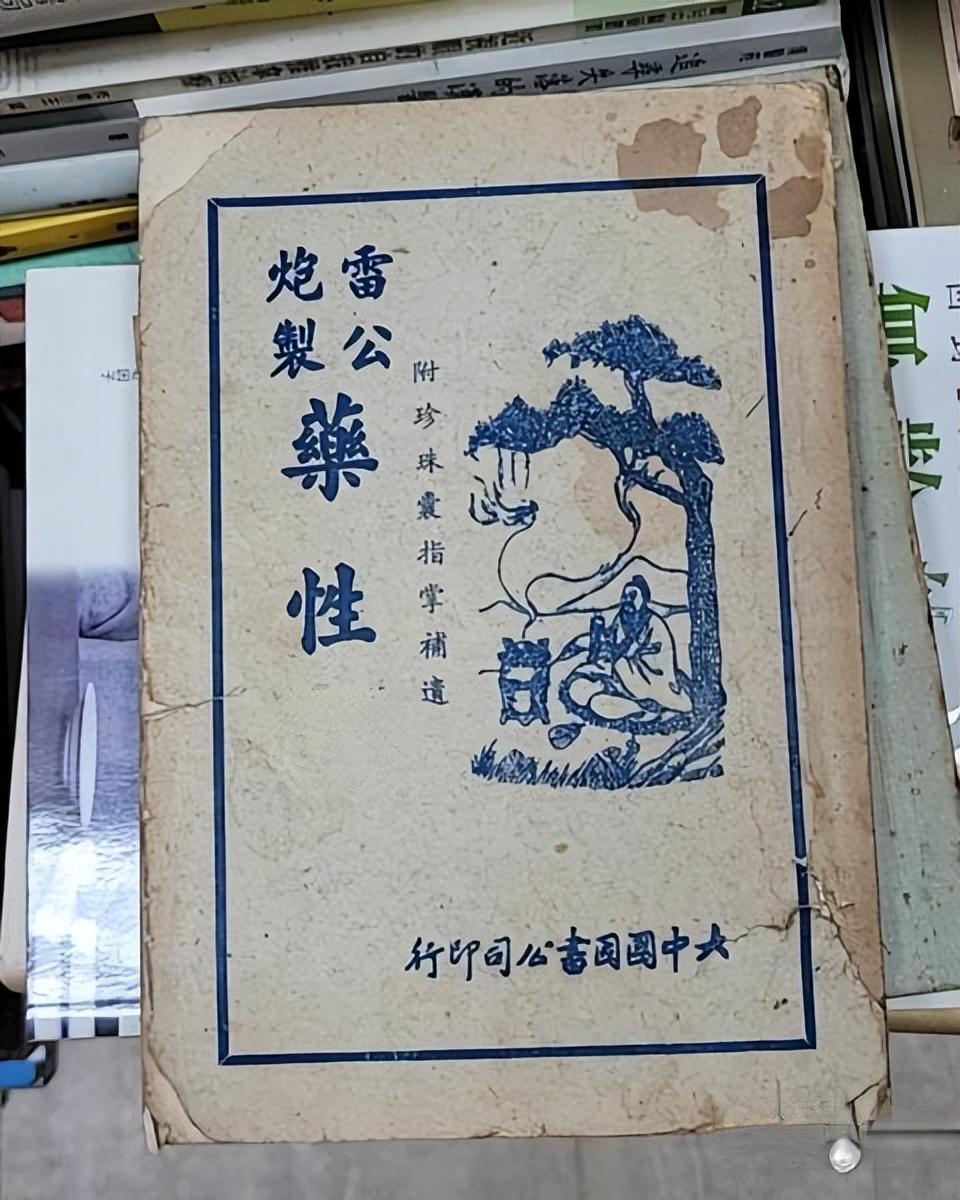 雷公
炮製
藥性
附珍珠囊指掌補遺
大中國圖書公司印行